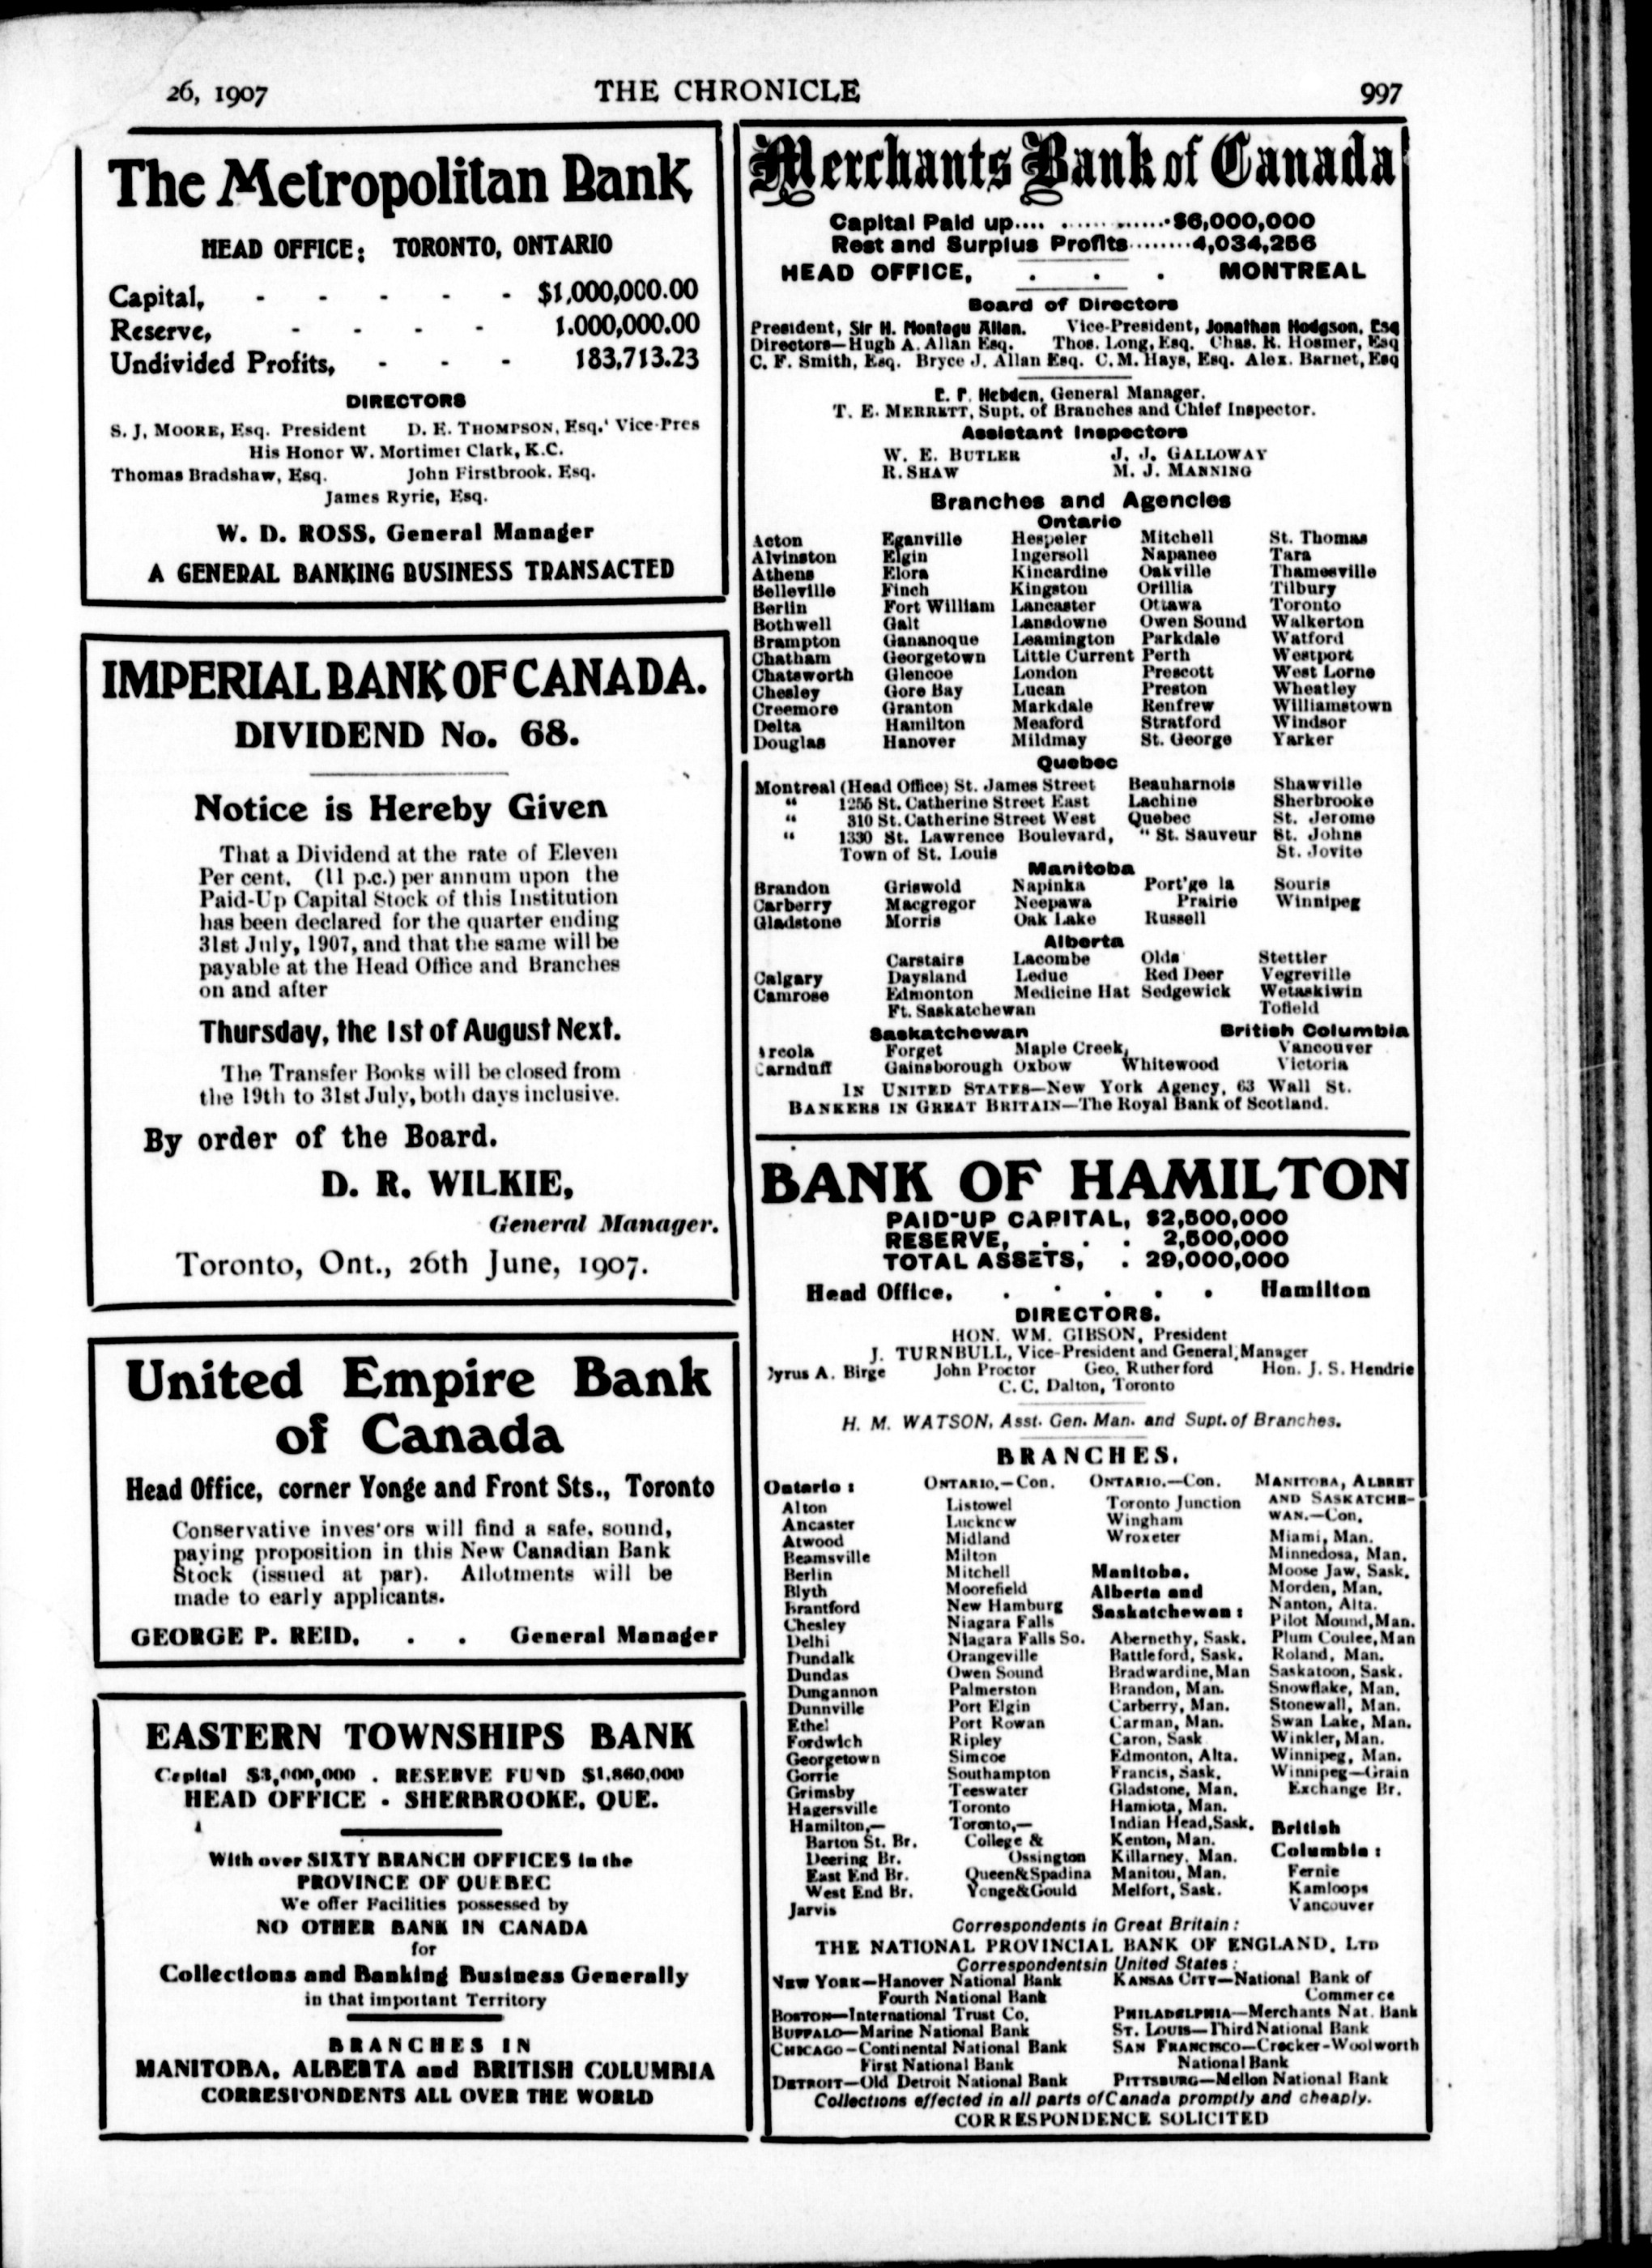 26, 1907
THE CHRONICLE
997
The Metropolitan Bank
HEAD OFFICE; TORONTO, ONTARIO
Capital, - - - - - $1,000,000.00
Reserve, - - - - 1.000,000.00
Undivided Profits, - - - 183,713.23
DIRECTORS
S. J, MOORE, Esq. President D. E. THOMPSON, Esq.' Vice-Pres
His Honor W. Mortimer Clark, K.C.
Thomas Bradshaw, Esq. John Firstbrook. Esq.
James Ryrie, Esq.
W. D. ROSS, General Manager
A GENERAL BANKING BUSINESS TRANSACTED
IMPERIAL BANK OF CANADA.
DIVIDEND No. 68.
Notice is Hereby Given
That a Dividend at the rate of Eleven
Per cent. (11 p.c.) per annum upon the
Paid-Up Capital Stock of this Institution
has been declared for the quarter ending
31st July, 1907, and that the same will be
payable at the Head Office and Branches
on and after
Thursday, the 1st of August Next.
The Transfer Books will be closed from
the 19th to 31st July, both days inclusive.
By order of the Board.
D. R. WILKIE,
General Manager.
Toronto, Ont., 26th June, 1907.
United Empire Bank
of Canada
Head Office, corner Yonge and Front Sts., Toronto
Conservative inves'ors will find a safe, sound,
paying proposition in this New Canadian Bank
Stock (issued at par). Allotments will be
made to early applicants.
GEORGE P. REID, . . General Manager
EASTERN TOWNSHIPS BANK
Capital $3,000,000 . RESERVE FUND $1,860,000
HEAD OFFICE - SHERBROOKE, QUE.
With over SIXTY BRANCH OFFICES in the
PROVINCE OF QUEBEC
We offer Facilities possessed by
NO OTHER BANK IN CANADA
for
Collections and Banking Business Generally
in that important Territory
BRANCHES IN
MANITOBA, ALBERTA and BRITISH COLUMBIA
CORRESPONDENTS ALL OVER THE WORLD
Merchants Bank of Canada
Capital Paid up.... ............$6,000,000
Rest and Surplus Profits........4,034,256
HEAD OFFICE, . . . MONTREAL
Board of Directors
President, Sir H. Montagu Allan. Vice-President, Jonathan Hodgson, Esq
Directors—Hugh A. Allan Esq. Thos. Long, Esq. Chas. R. Hosmer, Esq
C. F. Smith, Esq. Bryce J. Allan Esq. C. M. Hays, Esq. Alex. Barnet, Esq
E. F. Hebden, General Manager.
T. E. MERRETT, Supt. of Branches and Chief Inspector.
Assistant Inspectors
W. E. BUTLER J. J. GALLOWAY
R. SHAW M. J. MANNING
Branches and Agencies
Ontario
Acton Eganville Hespeler Mitchell St. Thomas
Alvinston Elgin Ingersoll Napanee Tara
Athens Elora Kincardine Oakville Thamesville
Belleville Finch Kingston Orillia Tilbury
Berlin Fort William Lancaster Ottawa Toronto
Bothwell Galt Lansdowne Owen Sound Walkerton
Brampton Gananoque Leamington Parkdale Watford
Chatham Georgetown Little Current Perth Westport
Chatsworth Glencoe London Prescott West Lorne
Chesley Gore Bay Lucan Preston Wheatley
Creemore Granton Markdale Renfrew Williamstown
Delta Hamilton Meaford Stratford Windsor
Douglas Hanover Mildmay St. George Yarker
Quebec
Montreal (Head Office) St. James Street Beauharnois Shawville
“ 1255 St. Catherine Street East Lachine Sherbrooke
“ 310 St. Catherine Street West Quebec St. Jerome
“ 1330 St. Lawrence Boulevard, “ St. Sauveur St. Johns
Town of St. Louis St. Jovite
Manitoba
Brandon Griswold Napinka Port'ge la Souris
Carberry Macgregor Neepawa Prairie Winnipeg
Gladstone Morris Oak Lake Russell
Alberta
Carstairs Lacombe Olds Stettler
Calgary Daysland Leduc Red Deer Vegreville
Camrose Edmonton Medicine Hat Sedgewick Wetaskiwin
Ft. Saskatchewan Tofield
Saskatchewan British Columbia
Arcola Forget Maple Creek, Vancouver
Carnduff Gainsborough Oxbow Whitewood Victoria
IN UNITED STATES—New York Agency, 63 Wall St.
BANKERS IN GREAT BRITAIN—The Royal Bank of Scotland.
BANK OF HAMILTON
PAID-UP CAPITAL, $2,500,000
RESERVE, . . . 2,500,000
TOTAL ASSETS, . 29,000,000
Head Office, . . . . . Hamilton
DIRECTORS.
HON. WM. GIBSON, President
J. TURNBULL, Vice-President and General Manager
Cyrus A. Birge John Proctor Geo. Rutherford Hon. J. S. Hendrie
C. C. Dalton, Toronto
H. M. WATSON, Asst. Gen. Man. and Supt. of Branches.
BRANCHES.
Ontario :
Alton
Ancaster
Atwood
Beamsville
Berlin
Blyth
Brantford
Chesley
Delhi
Dundalk
Dundas
Dungannon
Dunnville
Ethel
Fordwich
Georgetown
Gorrie
Grimsby
Hagersville
Hamilton,—
Barton St. Br.
Deering Br.
East End Br.
West End Br.
Jarvis
ONTARIO,—Con.
Listowel
Lucknow
Midland
Milton
Mitchell
Moorefield
New Hamburg
Niagara Falls
Niagara Falls So.
Orangeville
Owen Sound
Palmerston
Port Elgin
Port Rowan
Ripley
Simcoe
Southampton
Teeswater
Toronto
Toronto,—
College &
Ossington
Queen&Spadina
Yonge&Gould
ONTARIO,—Con.
Toronto Junction
Wingham
Wroxeter
Manitoba.
Alberta and
Saskatchewan :
Abernethy, Sask.
Battleford, Sask.
Bradwardine, Man
Brandon, Man.
Carberry, Man.
Carman, Man.
Caron, Sask
Edmonton, Alta.
Francis, Sask.
Gladstone, Man.
Hamiota, Man.
Indian Head, Sask.
Kenton, Man.
Killarney. Man.
Manitou, Man.
Melfort, Sask.
MANITOBA, ALBERT
AND SASKATCHE-
WAN.—Con.
Miami, Man.
Minnedosa, Man.
Moose Jaw, Sask.
Morden, Man.
Nanton, Alta.
Pilot Mound, Man.
Plum Coulee, Man
Roland, Man.
Saskatoon, Sask.
Snowflake, Man.
Stonewall, Man.
Swan Lake, Man.
Winkler, Man.
Winnipeg, Man.
Winnipeg—Grain
Exchange Br.
British
Columbia :
Fernie
Kamloops
Vancouver
Correspondents in Great Britain :
THE NATIONAL PROVINCIAL BANK OF ENGLAND, LTD
Correspondents in United States :
NEW YORK—Hanover National Bank
Fourth National Bank
BOSTON—International Trust Co.
BUFFALO—Marine National Bank
CHICAGO—Continental National Bank
First National Bank
DETROIT—Old Detroit National Bank
KANSAS CITY—National Bank of
Commerce
PHILADELPHIA—Merchants Nat. Bank
ST. LOUIS—Third National Bank
SAN FRANCISCO—Crocker-Woolworth
National Bank
PITTSBURG—Mellon National Bank
Collections effected in all parts of Canada promptly and cheaply.
CORRESPONDENCE SOLICITED